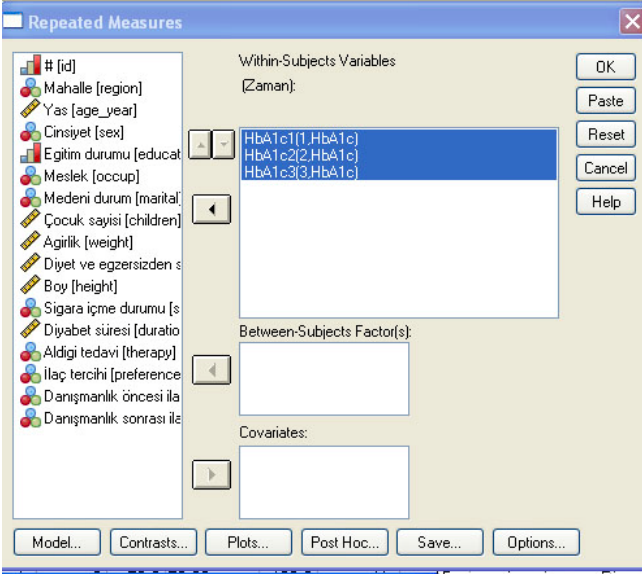 Repeated Measures
# [id]
Mahalle [region]
Yas [age_year]
Cinsiyet [sex]
Egitim durumu [educat
Meslek [occup]
Medeni durum [marital]
Çocuk sayisi [children]
Agirlik [weight]
Diyet ve egzersizden s
Boy [height]
Sigara içme durumu [s
Diyabet süresi [duratio
Aldigi tedavi [therapy]
İlaç tercihi [preference
Danışmanlık öncesi ila
Danışmanlık sonrası ila
Within-Subjects Variables
(Zaman):
HbA1c1(1,HbA1c)
HbA1c2(2,HbA1c)
HbA1c3(3,HbA1c)
Between-Subjects Factor(s):
Covariates:
OK
Paste
Reset
Cancel
Help
Model... Contrasts... Plots... Post Hoc... Save... Options...